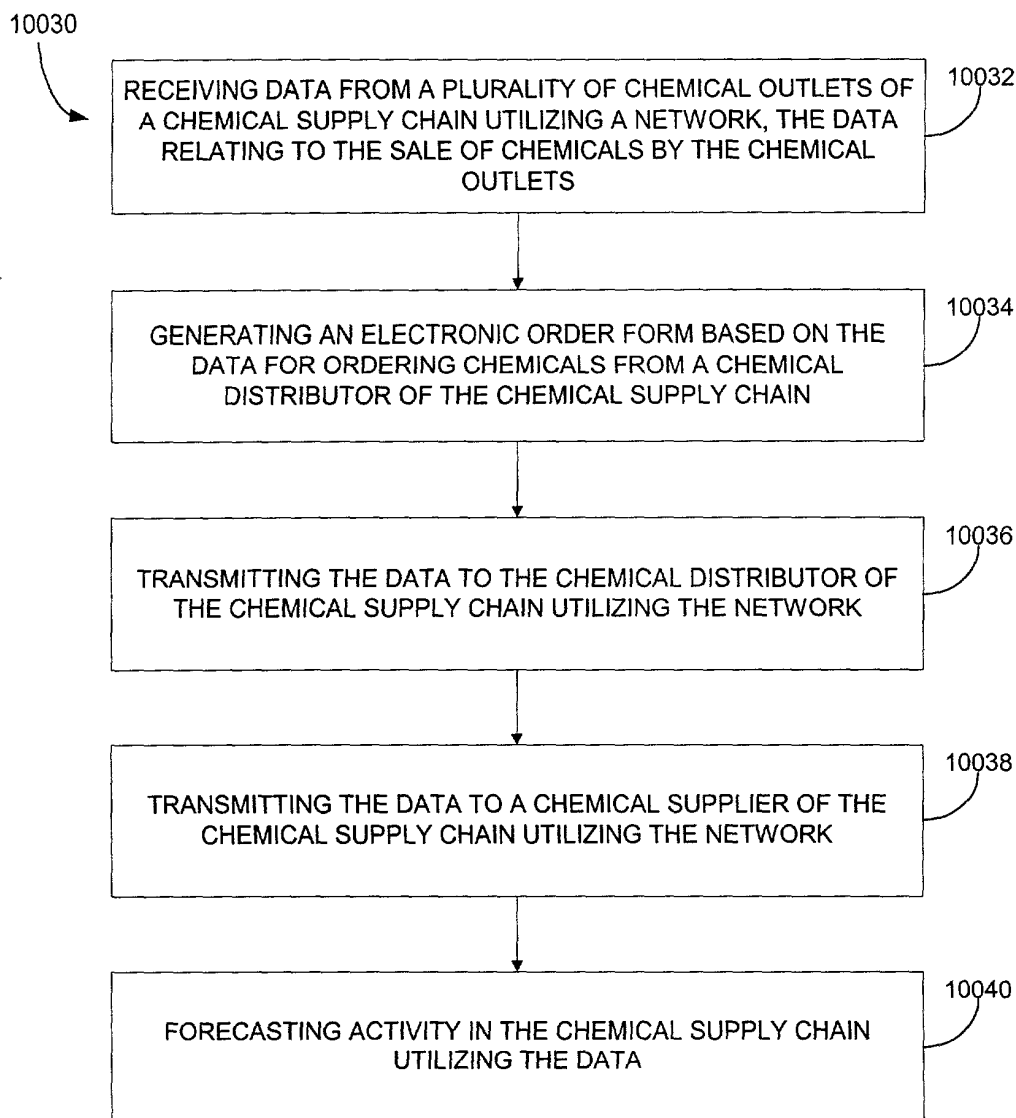 10030
RECEIVING DATA FROM A PLURALITY OF CHEMICAL OUTLETS OF
A CHEMICAL SUPPLY CHAIN UTILIZING A NETWORK, THE DATA
RELATING TO THE SALE OF CHEMICALS BY THE CHEMICAL
OUTLETS
10032
GENERATING AN ELECTRONIC ORDER FORM BASED ON THE
DATA FOR ORDERING CHEMICALS FROM A CHEMICAL
DISTRIBUTOR OF THE CHEMICAL SUPPLY CHAIN
10034
TRANSMITTING THE DATA TO THE CHEMICAL DISTRIBUTOR OF
THE CHEMICAL SUPPLY CHAIN UTILIZING THE NETWORK
10036
TRANSMITTING THE DATA TO A CHEMICAL SUPPLIER OF THE
CHEMICAL SUPPLY CHAIN UTILIZING THE NETWORK
10038
FORECASTING ACTIVITY IN THE CHEMICAL SUPPLY CHAIN
UTILIZING THE DATA
10040